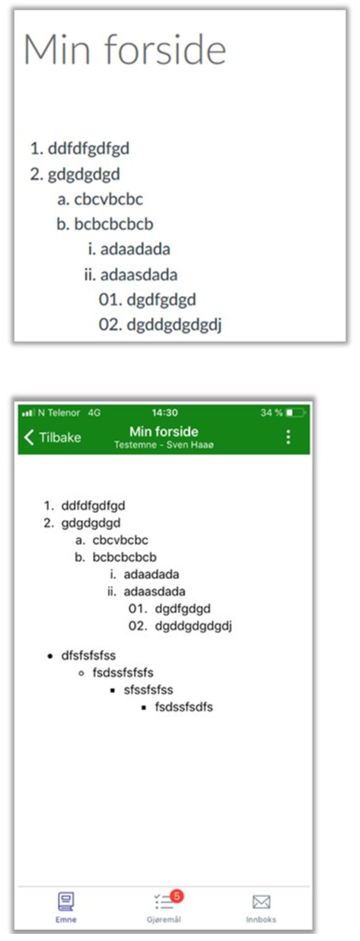 Min forside
1. ddfdfgdfgd
2. gdgdgdgd
a. cbcvbcbc
b. bcbcbcbcb
i. adaadada
ii. adaasdada
01. dgdfgdgd
02. dgddgdgdgdj
N Telenor 4G 14:30 34 %
Tilbake Min forside
Testemne - Sven Haaø
1. ddfdfgdfgd
2. gdgdgdgd
a. cbcvbcbc
b. bcbcbcbcb
i. adaadada
ii. adaasdada
01. dgdfgdgd
02. dgddgdgdgdj
• dfsfsfsfss
○ fsdssfsfsfs
▪ sfssfsfss
▪ fsdssfsdfs
5
Emne Gjøremål Innboks